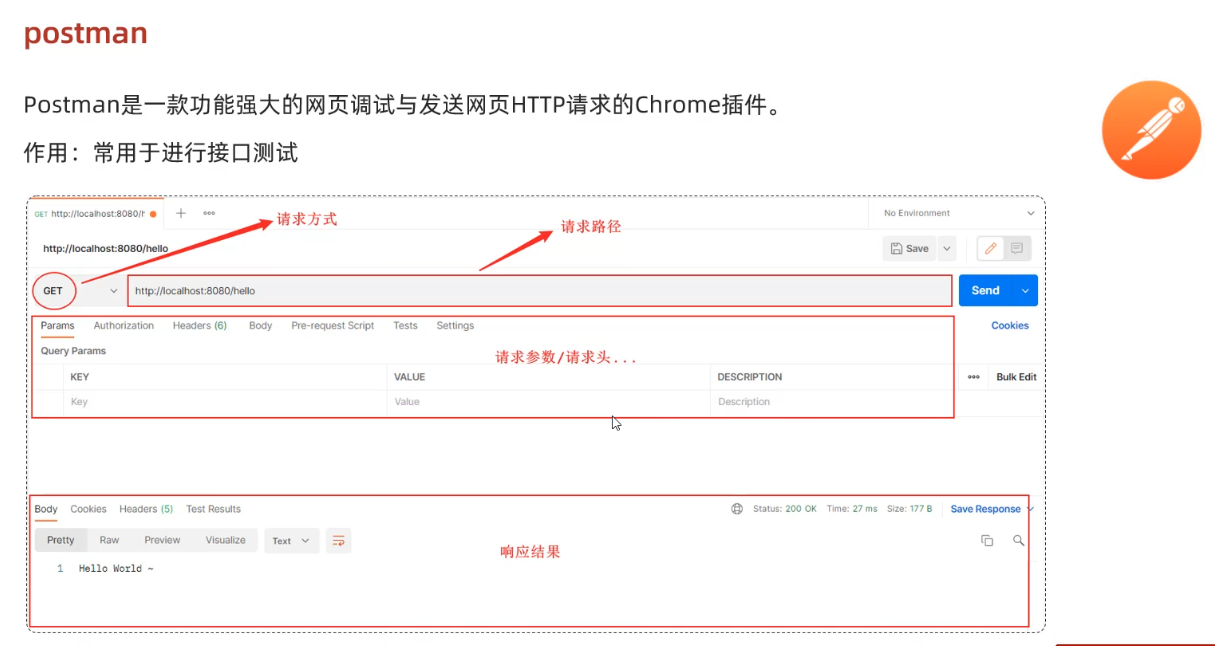 postman
Postman是一款功能强大的网页调试与发送网页HTTP请求的Chrome插件。
作用：常用于进行接口测试
GET http://localhost:8080/h
No Environment
请求方式
请求路径
http://localhost:8080/hello
Save
GET
http://localhost:8080/hello
Send
Params Authorization Headers (6) Body Pre-request Script Tests Settings Cookies
Query Params
请求参数/请求头...
KEY VALUE DESCRIPTION Bulk Edit
Key Value Description
Body Cookies Headers (5) Test Results Status: 200 OK Time: 27 ms Size: 177 B Save Response
Pretty Raw Preview Visualize Text
响应结果
1 Hello World ~